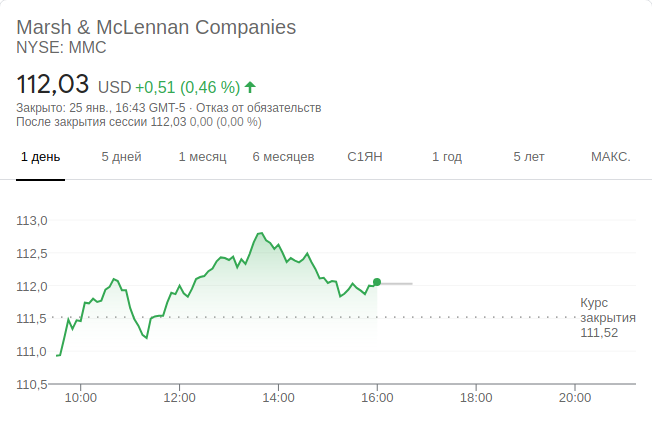 Marsh & McLennan Companies
NYSE: MMC
112,03 USD +0,51 (0,46 %)
Закрыто: 25 янв., 16:43 GMT-5 · Отказ от обязательств
После закрытия сессии 112,03 0,00 (0,00 %)
1 день 5 дней 1 месяц 6 месяцев С1ЯН 1 год 5 лет МАКС.
113,0
112,5
112,0
111,5
111,0
110,5
Курс
закрытия
111,52
10:00 12:00 14:00 16:00 18:00 20:00